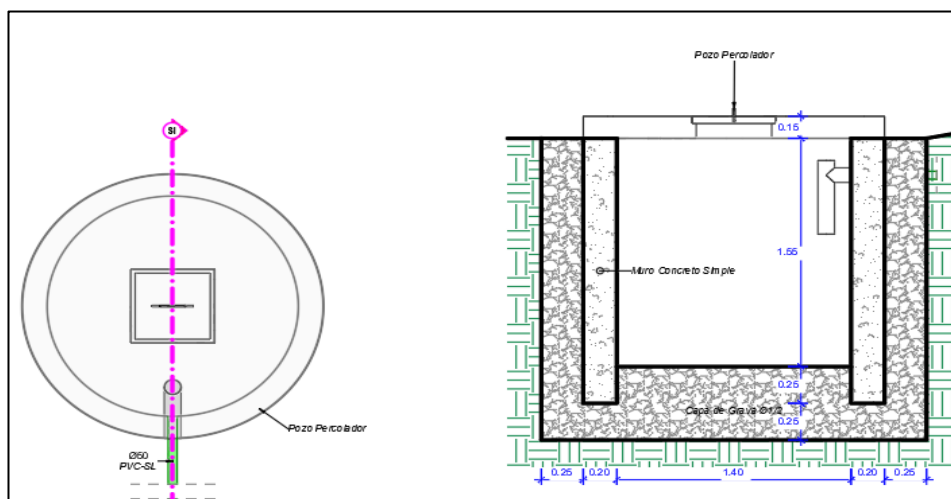 SI
Pozo Percolador
Ø60
PVC-SL
Pozo Percolador
0.15
1.55
Muro Concreto Simple
0.25
Capa de Grava Ø1/2
0.25
0.25
0.20
1.40
0.20
0.25